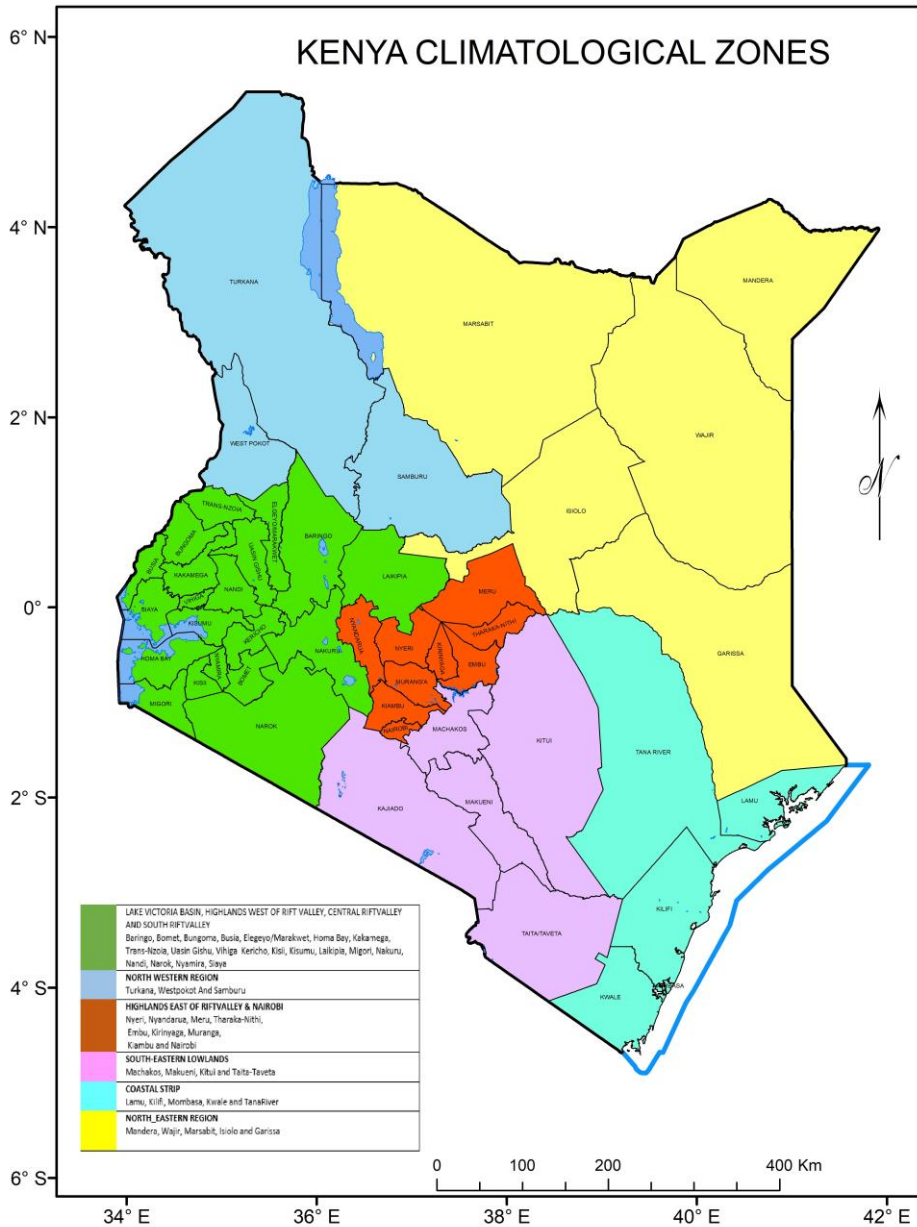 KENYA CLIMATOLOGICAL ZONES
6° N
4° N
2° N
0°
2° S
4° S
6° S
TURKANA
MARSABIT
MANDERA
WAJIR
WEST POKOT
SAMBURU
ISIOLO
TRANS-NZOIA
BUNGOMA
BUSIA
UASIN GISHU
ELGEYO/MARAKWET
BARINGO
LAIKIPIA
KAKAMEGA
NANDI
VIHIGA
SIAYA
KISUMU
KERICHO
NAKURU
HOMA BAY
NYAMIRA
KISII
BOMET
MIGORI
NAROK
MERU
THARAKA-NITHI
NYANDARUA
NYERI
KIRINYAGA
EMBU
MURANG'A
KIAMBU
NAIROBI
MACHAKOS
KITUI
GARISSA
TANA RIVER
KAJIADO
MAKUENI
LAMU
TAITA/TAVETA
KILIFI
KWALE
N
LAKE VICTORIA BASIN, HIGHLANDS WEST OF RIFT VALLEY, CENTRAL RIFTVALLEY
AND SOUTH RIFTVALLEY
Baringo, Bomet, Bungoma, Busia, Elegeyo/Marakwet, Homa Bay, Kakamega,
Trans-Nzoia, Uasin Gishu, Vihiga Kericho, Kisii, Kisumu, Laikipia, Migori, Nakuru,
Nandi, Narok, Nyamira, Siaya
NORTH WESTERN REGION
Turkana, Westpokot And Samburu
HIGHLANDS EAST OF RIFTVALLEY & NAIROBI
Nyeri, Nyandarua, Meru, Tharaka-Nithi,
Embu, Kirinyaga, Muranga,
Kiambu and Nairobi
SOUTH-EASTERN LOWLANDS
Machakos, Makueni, Kitui and Taita-Taveta
COASTAL STRIP
Lamu, Kilifi, Mombasa, Kwale and TanaRiver
NORTH_EASTERN REGION
Mandera, Wajir, Marsabit, Isiolo and Garissa
0 100 200 400 Km
34° E 36° E 38° E 40° E 42° E